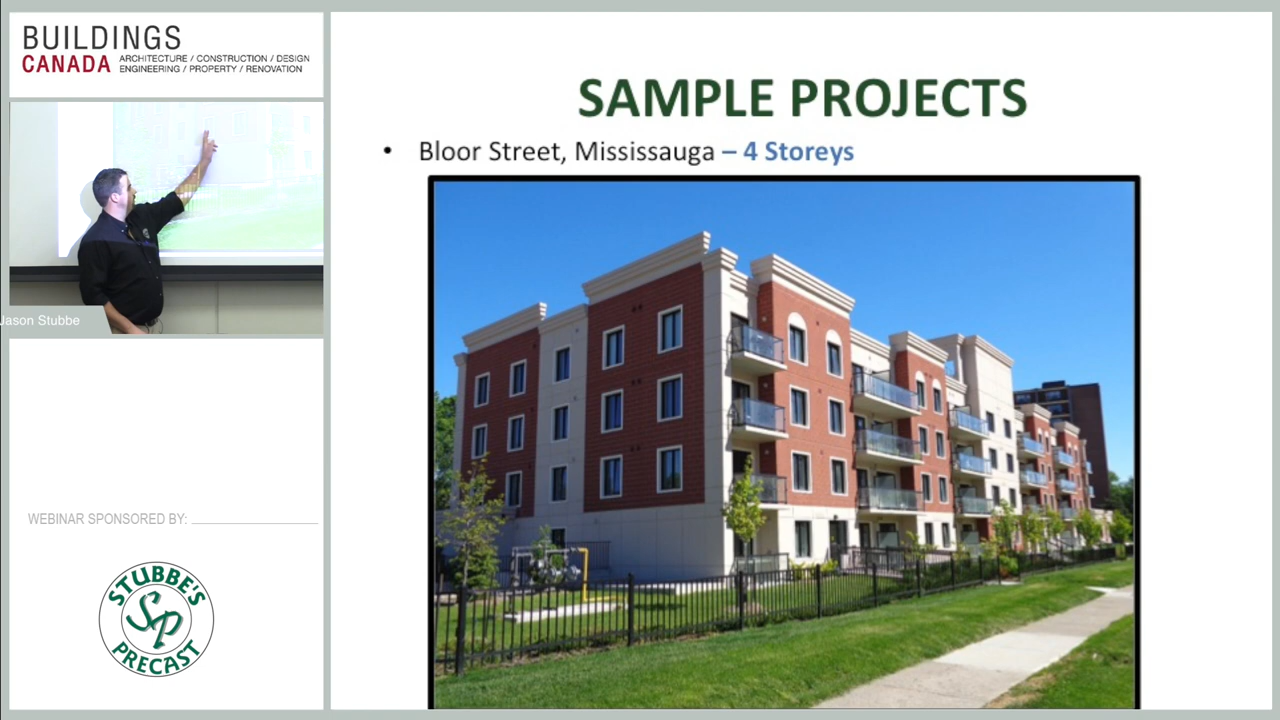 BUILDINGS
CANADA ARCHITECTURE / CONSTRUCTION / DESIGN
ENGINEERING / PROPERTY / RENOVATION
Jason Stubbe
WEBINAR SPONSORED BY:
STUBBE'S
SP
PRECAST
SAMPLE PROJECTS
• Bloor Street, Mississauga – 4 Storeys